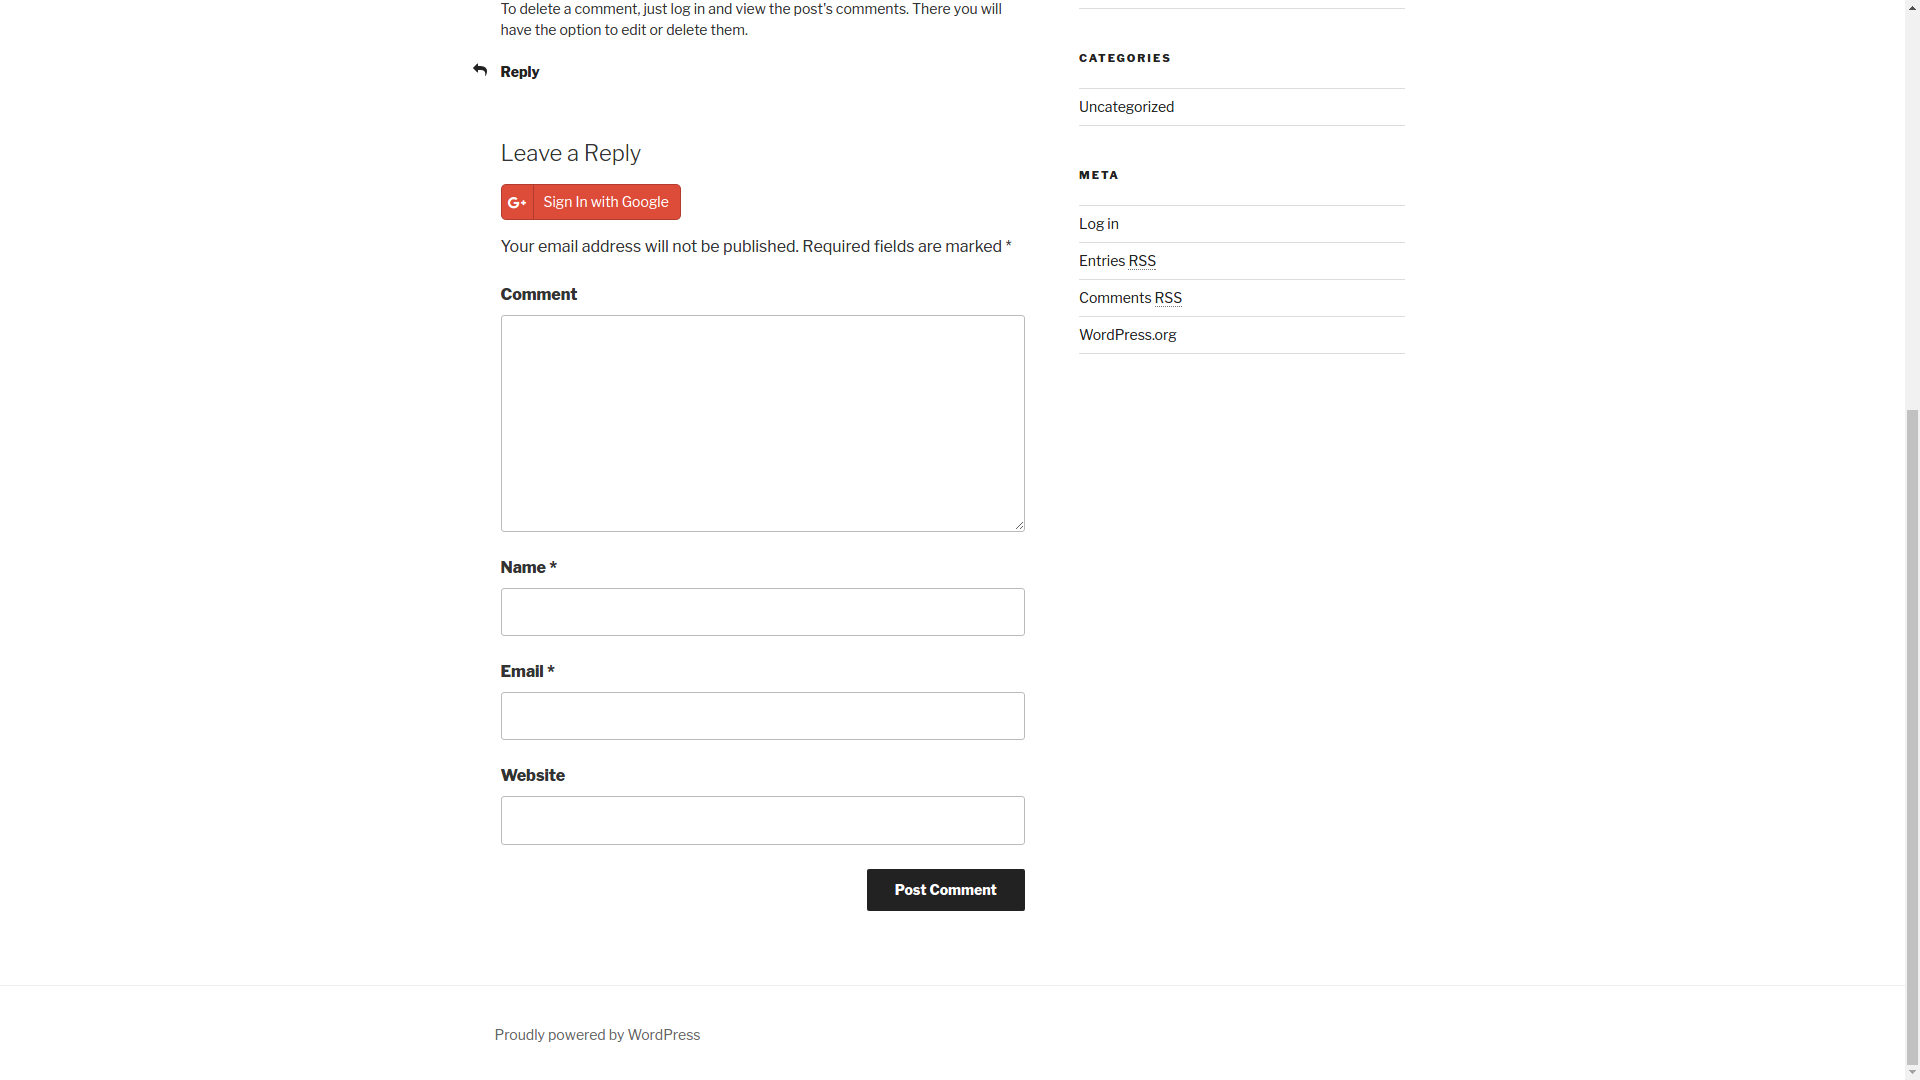 To delete a comment, just log in and view the post's comments. There you will
have the option to edit or delete them.
Reply
Leave a Reply
G+ Sign In with Google
Your email address will not be published. Required fields are marked *
Comment
Name *
Email *
Website
Post Comment
CATEGORIES
Uncategorized
META
Log in
Entries RSS
Comments RSS
WordPress.org
Proudly powered by WordPress